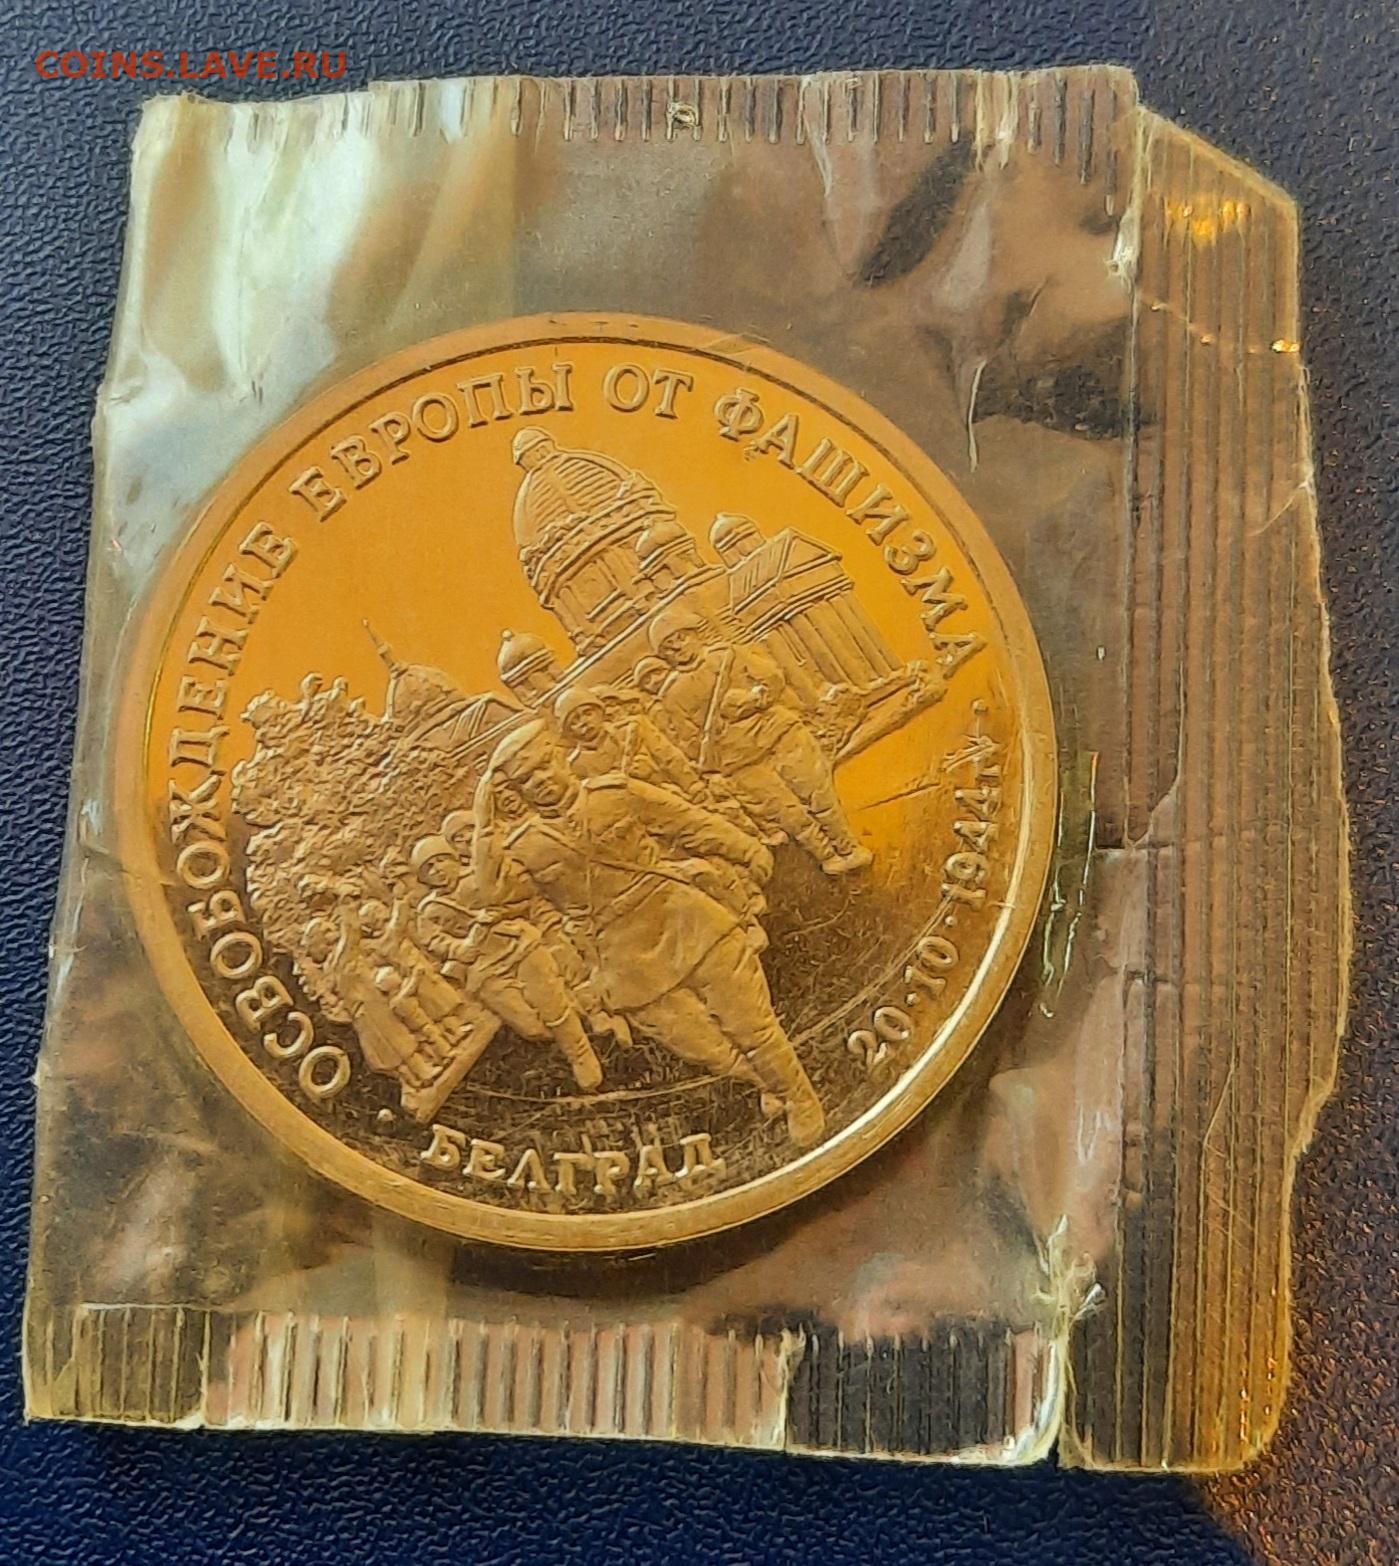 COINS.LAVE.RU
ОСВОБОЖДЕНИЕ ЕВРОПЫ ОТ ФАШИЗМА
• БЕЛГРАД
20•10•1944 г. •